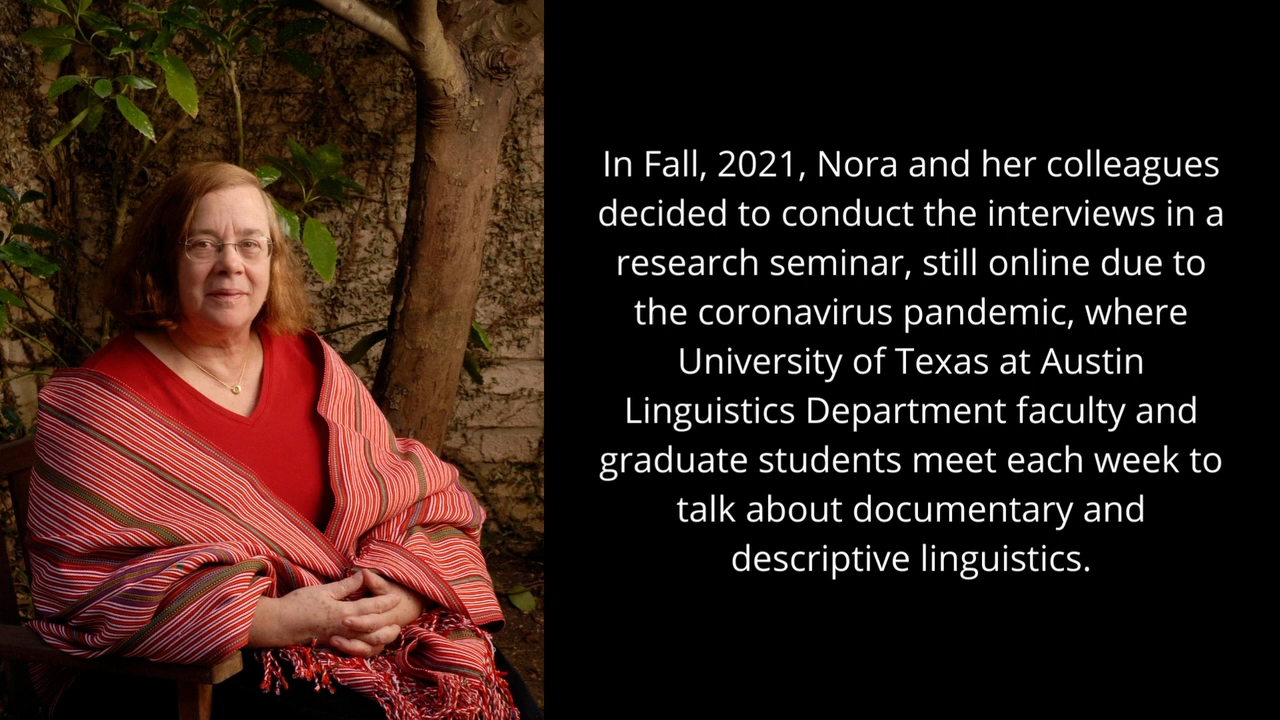 In Fall, 2021, Nora and her colleagues
decided to conduct the interviews in a
research seminar, still online due to
the coronavirus pandemic, where
University of Texas at Austin
Linguistics Department faculty and
graduate students meet each week to
talk about documentary and
descriptive linguistics.